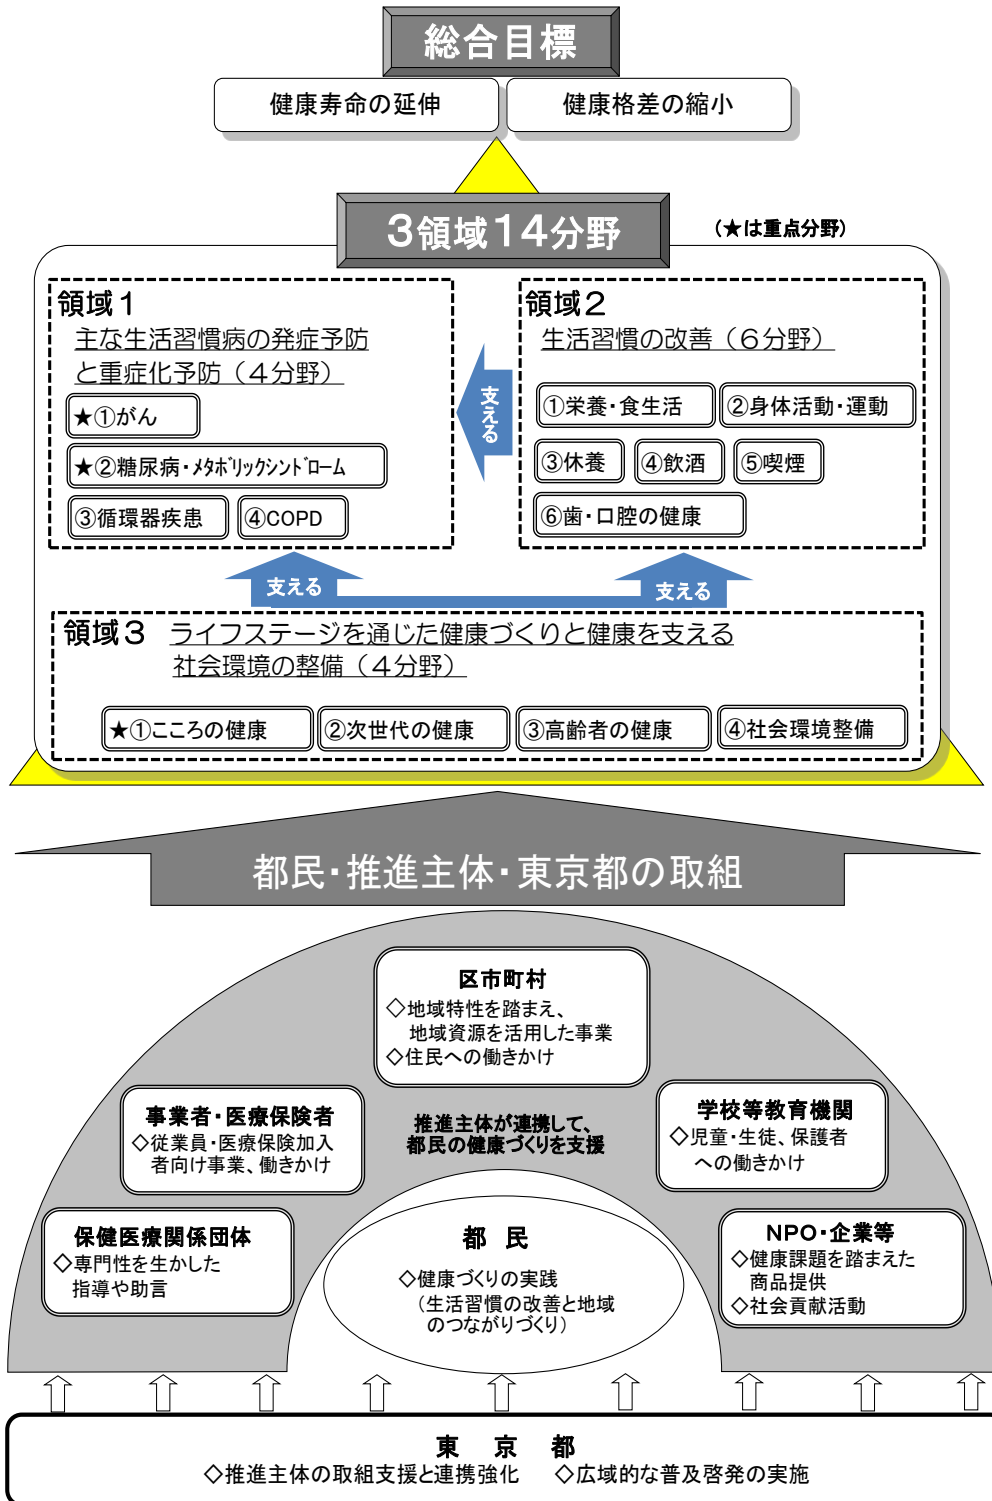 総合目標
健康寿命の延伸
健康格差の縮小
3領域14分野
(★は重点分野)
領域1
主な生活習慣病の発症予防
と重症化予防（4分野）
★①がん
★②糖尿病・ﾒﾀﾎﾞﾘｯｸｼﾝﾄﾞﾛｰﾑ
③循環器疾患
④COPD
支える
領域2
生活習慣の改善（6分野）
①栄養・食生活
②身体活動・運動
③休養
④飲酒
⑤喫煙
⑥歯・口腔の健康
支える
支える
領域3 ライフステージを通じた健康づくりと健康を支える
社会環境の整備（4分野）
★①こころの健康
②次世代の健康
③高齢者の健康
④社会環境整備
都民・推進主体・東京都の取組
区市町村
◇地域特性を踏まえ、
地域資源を活用した事業
◇住民への働きかけ
事業者・医療保険者
◇従業員・医療保険加入
者向け事業、働きかけ
推進主体が連携して、
都民の健康づくりを支援
学校等教育機関
◇児童・生徒、保護者
への働きかけ
保健医療関係団体
◇専門性を生かした
指導や助言
都 民
◇健康づくりの実践
（生活習慣の改善と地域
のつながりづくり）
NPO・企業等
◇健康課題を踏まえた
商品提供
◇社会貢献活動
東 京 都
◇推進主体の取組支援と連携強化 ◇広域的な普及啓発の実施